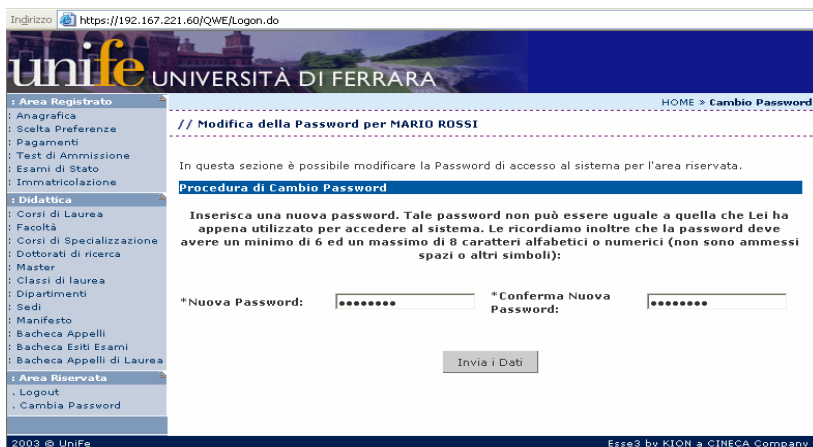 Indirizzo https://192.167.221.60/QWE/Logon.do
unife UNIVERSITÀ DI FERRARA
: Area Registrato
: Anagrafica
: Scelta Preferenze
: Pagamenti
: Test di Ammissione
: Esami di Stato
: Immatricolazione
: Didattica
: Corsi di Laurea
: Facoltà
: Corsi di Specializzazione
: Dottorati di ricerca
: Master
: Classi di laurea
: Dipartimenti
: Sedi
: Manifesto
: Bacheca Appelli
: Bacheca Esiti Esami
: Bacheca Appelli di Laurea
: Area Riservata
. Logout
. Cambia Password
HOME » Cambio Password
// Modifica della Password per MARIO ROSSI
In questa sezione è possibile modificare la Password di accesso al sistema per l'area riservata.
Procedura di Cambio Password
Inserisca una nuova password. Tale password non può essere uguale a quella che Lei ha
appena utilizzato per accedere al sistema. Le ricordiamo inoltre che la password deve
avere un minimo di 6 ed un massimo di 8 caratteri alfabetici o numerici (non sono ammessi
spazi o altri simboli):
*Nuova Password: ••••••••
*Conferma Nuova
Password: ••••••••
Invia i Dati
2003 © UniFe
Esse3 by KION a CINECA Company